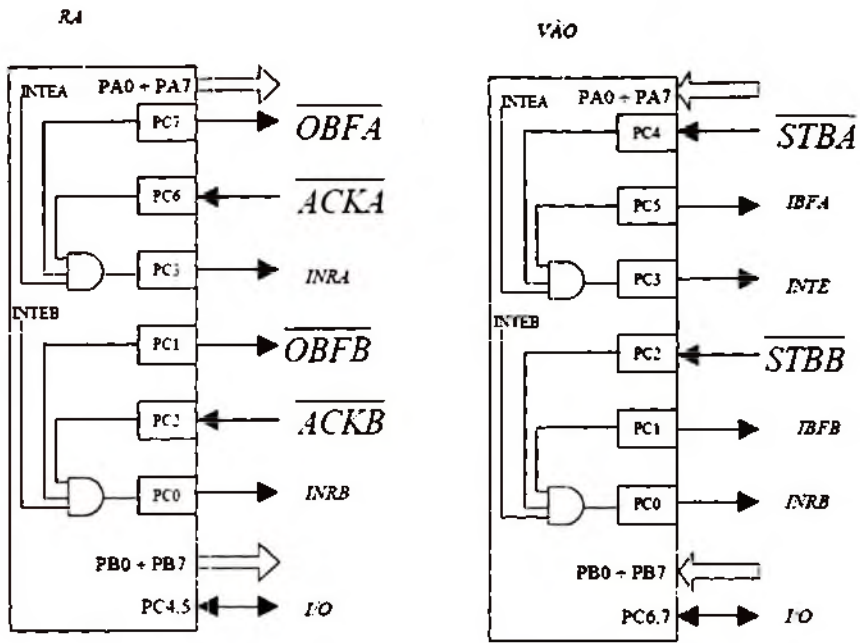 RA
INTEA
PA0 ÷ PA7
PC7
OBFA
PC6
ACKA
PC3
INRA
INTEB
PC1
OBFB
PC2
ACKB
PC0
INRB
PB0 ÷ PB7
PC4.5
I/O
VÀO
INTEA
PA0 ÷ PA7
PC4
STBA
PC5
IBFA
PC3
INTE
INTEB
PC2
STBB
PC1
IBFB
PC0
INRB
PB0 ÷ PB7
PC6.7
I/O